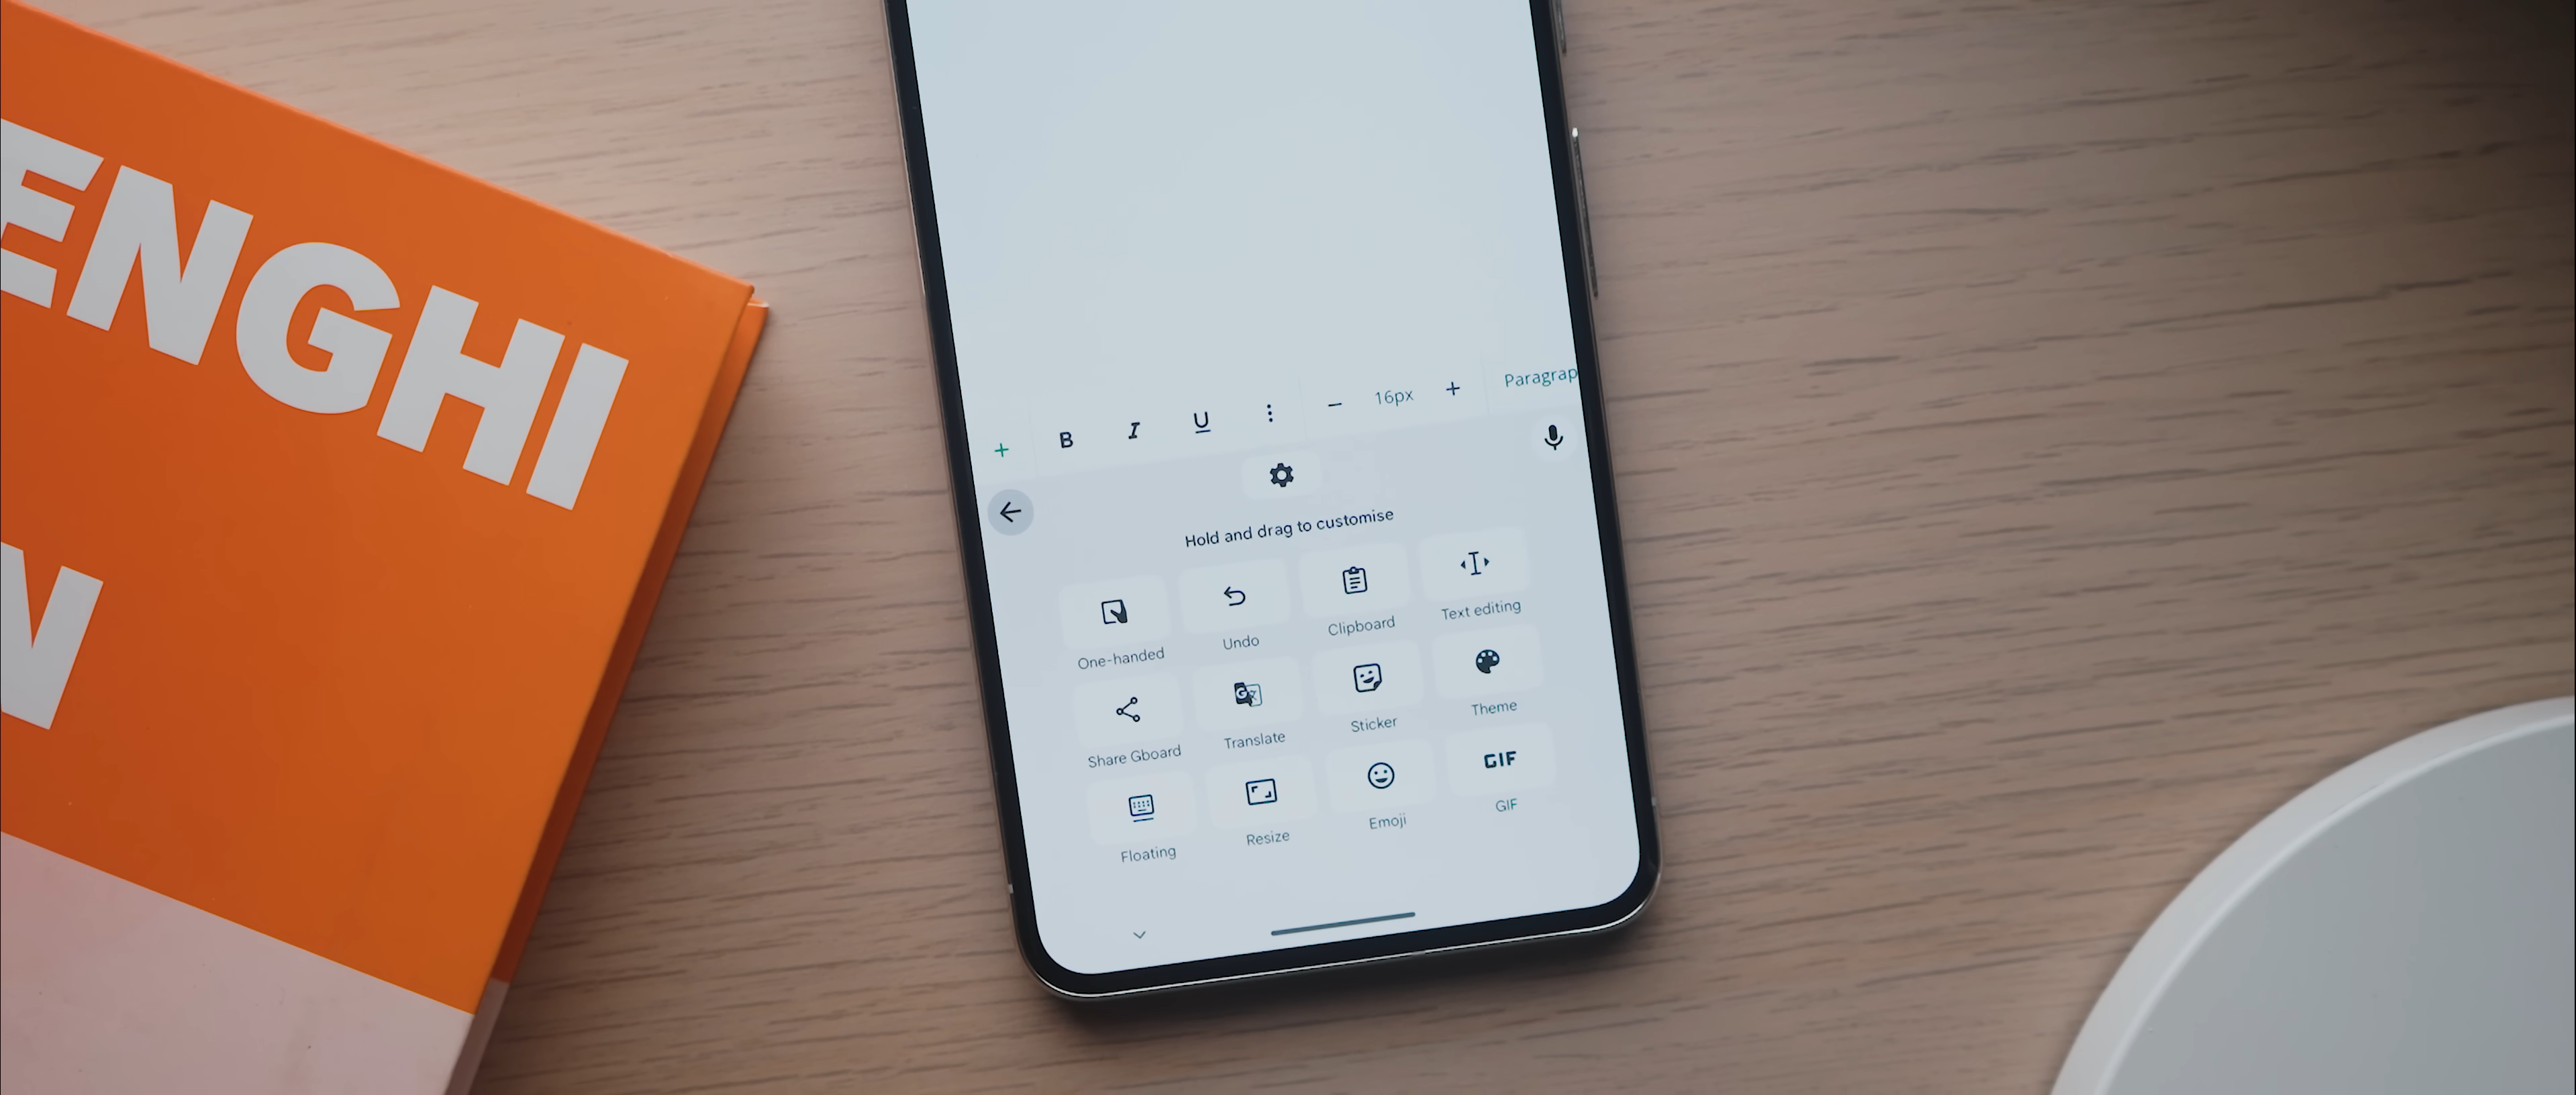 ENGHI
N
B I U 16px Paragrap
Hold and drag to customise
One-handed Undo Clipboard Text editing
Share Gboard Translate Sticker Theme
GIF
Floating Resize Emoji GIF